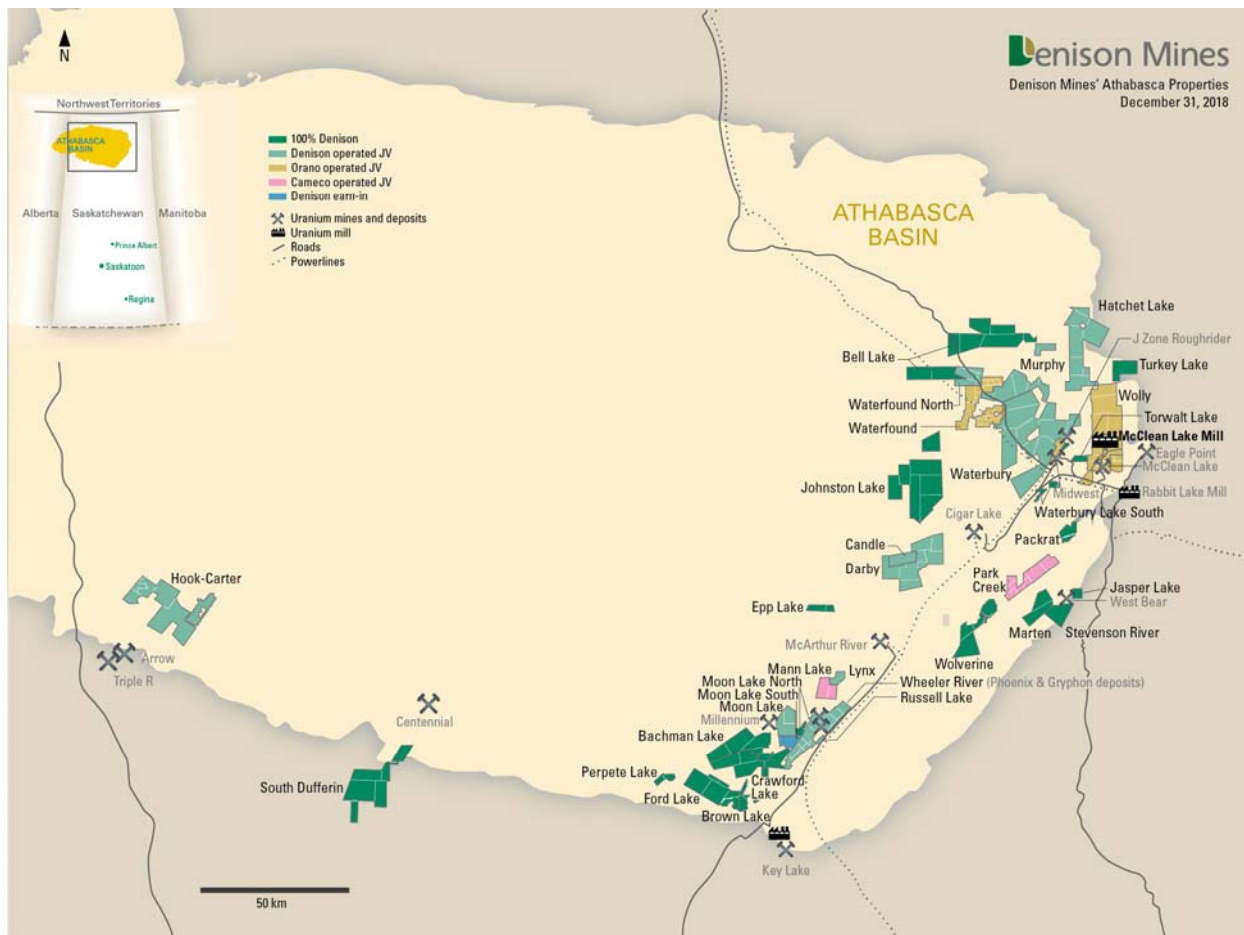 Denison Mines
Denison Mines' Athabasca Properties
December 31, 2018
N
Northwest Territories
ATHABASCA
BASIN
Alberta
Saskatchewan
Manitoba
Prince Albert
Saskatoon
Regina
100% Denison
Denison operated JV
Orano operated JV
Cameco operated JV
Denison earn-in
Uranium mines and deposits
Uranium mill
Roads
Powerlines
ATHABASCA
BASIN
Hatchet Lake
J Zone Roughrider
Bell Lake
Murphy
Turkey Lake
Wolly
Waterfound North
Torwalt Lake
Waterfound
McClean Lake Mill
Eagle Point
McClean Lake
Waterbury
Midwest
Rabbit Lake Mill
Johnston Lake
Waterbury Lake South
Cigar Lake
Packrat
Candle
Darby
Park
Creek
Hook-Carter
Jasper Lake
West Bear
Epp Lake
Marten
Stevenson River
McArthur River
Wolverine
Arrow
Triple R
Mann Lake
Lynx
Moon Lake North
Wheeler River (Phoenix & Gryphon deposits)
Moon Lake South
Russell Lake
Moon Lake
Millennium
Centennial
Bachman Lake
Perpete Lake
Crawford
Lake
South Dufferin
Ford Lake
Brown Lake
Key Lake
50 km